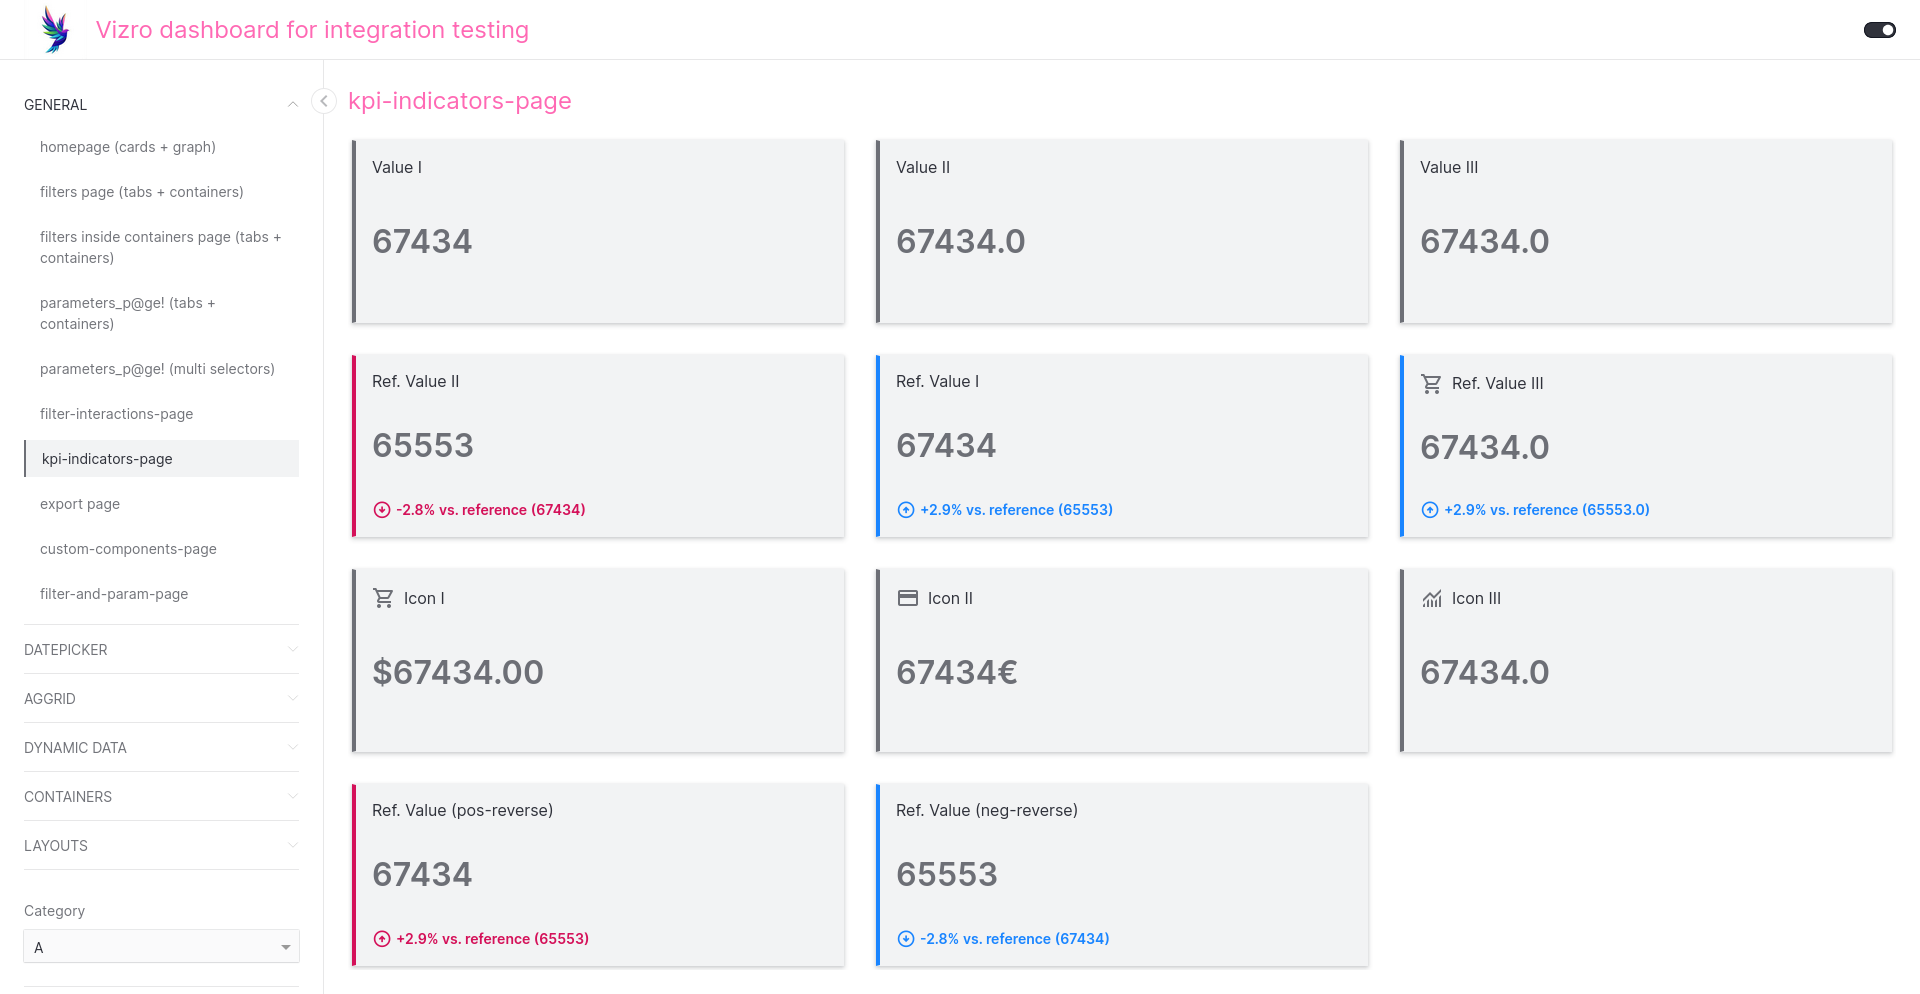 Vizro dashboard for integration testing
GENERAL
homepage (cards + graph)
filters page (tabs + containers)
filters inside containers page (tabs +
containers)
parameters_p@ge! (tabs +
containers)
parameters_p@ge! (multi selectors)
filter-interactions-page
kpi-indicators-page
export page
custom-components-page
filter-and-param-page
DATEPICKER
AGGRID
DYNAMIC DATA
CONTAINERS
LAYOUTS
Category
A
kpi-indicators-page
Value I
67434
Value II
67434.0
Value III
67434.0
Ref. Value II
65553
-2.8% vs. reference (67434)
Ref. Value I
67434
+2.9% vs. reference (65553)
Ref. Value III
67434.0
+2.9% vs. reference (65553.0)
Icon I
$67434.00
Icon II
67434€
Icon III
67434.0
Ref. Value (pos-reverse)
67434
+2.9% vs. reference (65553)
Ref. Value (neg-reverse)
65553
-2.8% vs. reference (67434)